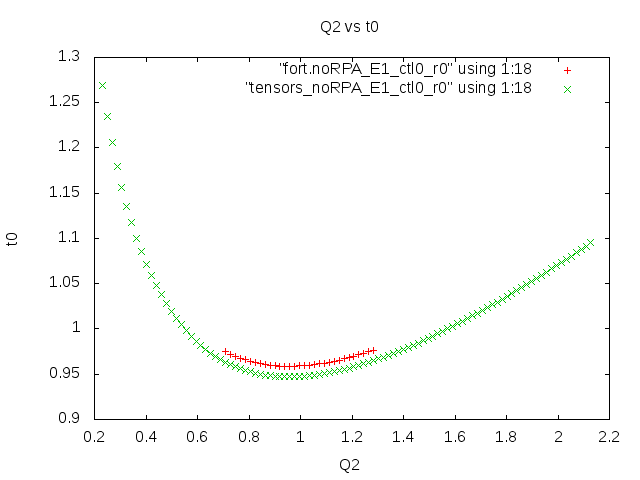 Q2 vs t0
"fort.noRPA_E1_ctl0_r0" using 1:18
"tensors_noRPA_E1_ctl0_r0" using 1:18
1.3
1.25
1.2
1.15
1.1
1.05
1
0.95
0.9
t0
0.2 0.4 0.6 0.8 1 1.2 1.4 1.6 1.8 2 2.2
Q2